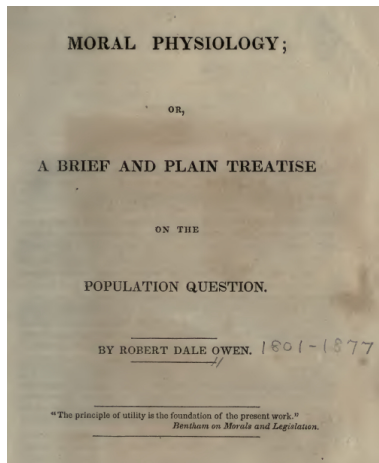 MORAL PHYSIOLOGY;
OR,
A BRIEF AND PLAIN TREATISE
ON THE
POPULATION QUESTION.
BY ROBERT DALE OWEN. 1801-1877
"The principle of utility is the foundation of the present work."
Bentham on Morals and Legislation.